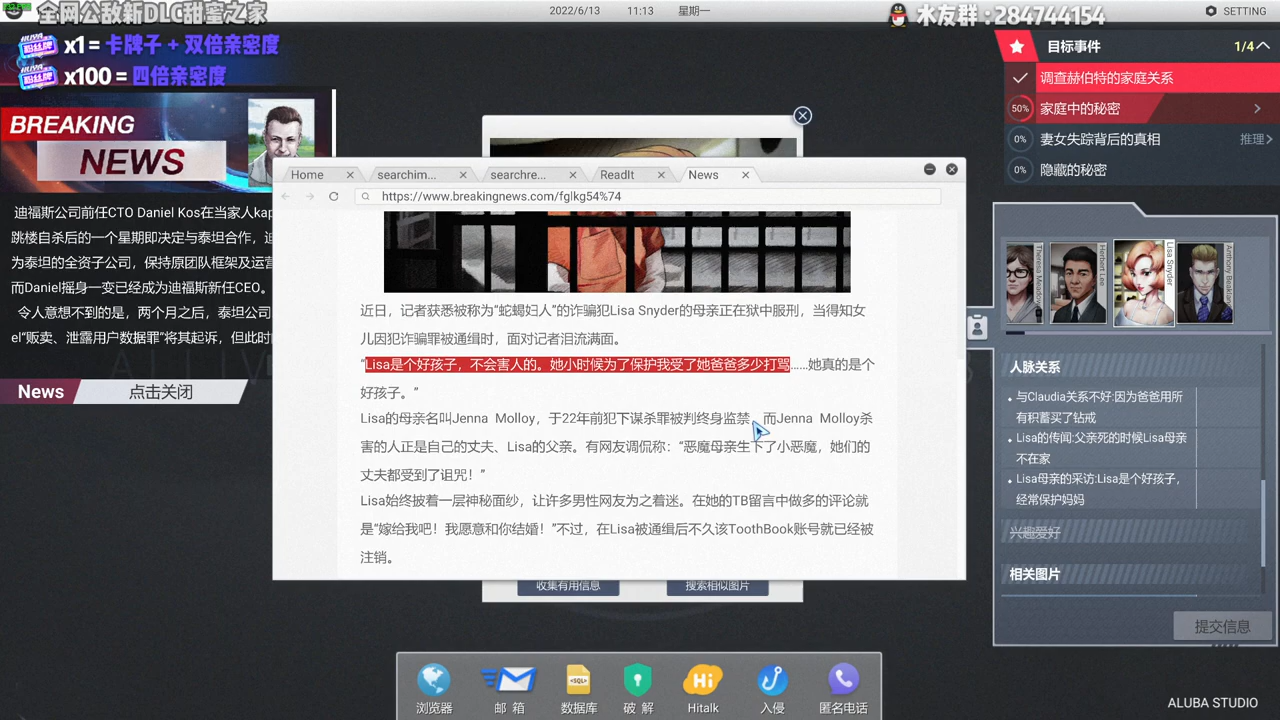 全网公敌新DLC甜蜜之家
2022/6/13 11:13 星期一
水友群:284744154
SETTING
HUYA 粉丝牌 x1 = 卡牌子 + 双倍亲密度
HUYA 粉丝牌 x100 = 四倍亲密度
BREAKING
NEWS
迪福斯公司前任CTO Daniel Kos在当家人kap
跳楼自杀后的一个星期即决定与泰坦合作，迪
为泰坦的全资子公司，保持原团队框架及运营
而Daniel摇身一变已经成为迪福斯新任CEO。
令人意想不到的是，两个月之后，泰坦公司
el“贩卖、泄露用户数据罪”将其起诉，但此时
News 点击关闭
Home
searchim...
searchre...
ReadIt
News
https://www.breakingnews.com/fglkg54%74
近日，记者获悉被称为“蛇蝎妇人”的诈骗犯Lisa Snyder的母亲正在狱中服刑，当得知女
儿因犯诈骗罪被通缉时，面对记者泪流满面。
“Lisa是个好孩子，不会害人的。她小时候为了保护我受了她爸爸多少打骂……她真的是个
好孩子。”
Lisa的母亲名叫Jenna Molloy，于22年前犯下谋杀罪被判终身监禁，而Jenna Molloy杀
害的人正是自己的丈夫、Lisa的父亲。有网友调侃称：“恶魔母亲生下了小恶魔，她们的
丈夫都受到了诅咒！”
Lisa始终披着一层神秘面纱，让许多男性网友为之着迷。在她的TB留言中做多的评论就
是“嫁给我吧！我愿意和你结婚！”不过，在Lisa被通缉后不久该ToothBook账号就已经被
注销。
收集有用信息
搜索相似图片
目标事件 1/4
调查赫伯特的家庭关系
50% 家庭中的秘密
0% 妻女失踪背后的真相 推理
0% 隐藏的秘密
Theresa Meadow
Herbert Lee
Lisa Snyder
Anthony Beaklan
人脉关系
与Claudia关系不好:因为爸爸用所
有积蓄买了钻戒
Lisa的传闻:父亲死的时候Lisa母亲
不在家
Lisa母亲的采访:Lisa是个好孩子，
经常保护妈妈
兴趣爱好
相关图片
提交信息
<SQL>
Hi
浏览器
邮 箱
数据库
破 解
Hitalk
入侵
匿名电话
ALUBA STUDIO